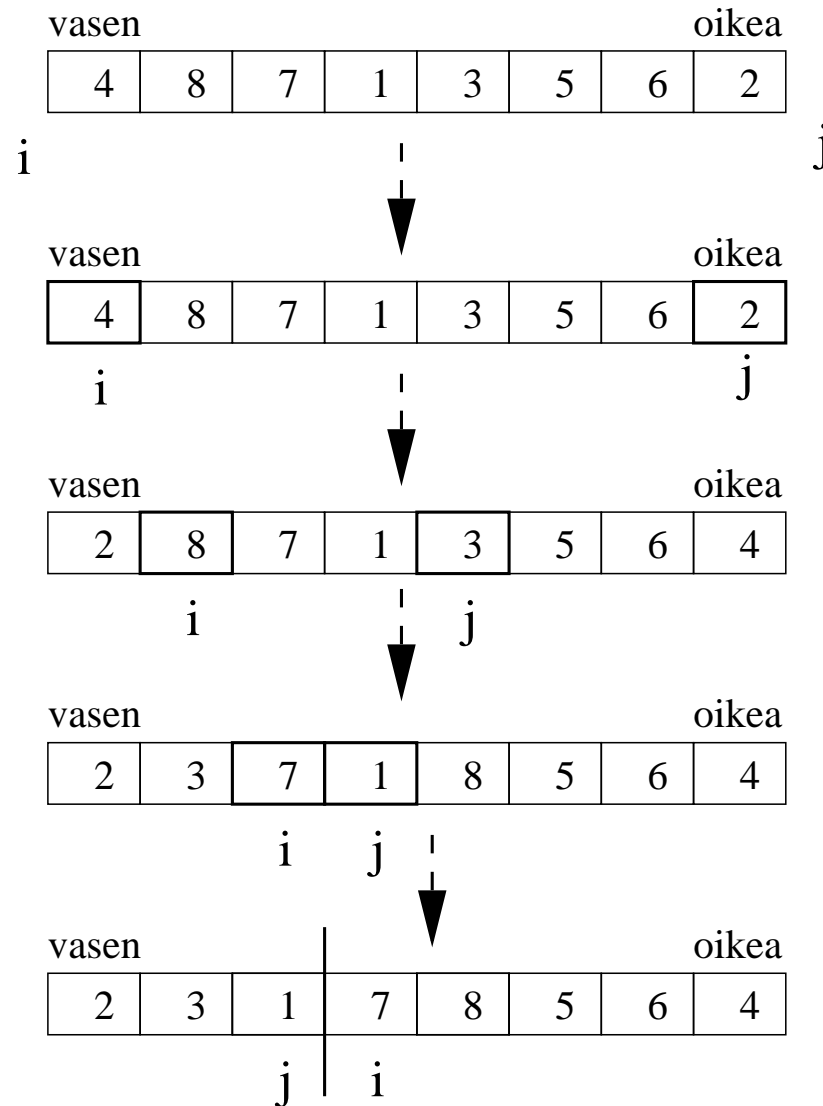 vasen oikea
4 8 7 1 3 5 6 2
i j
vasen oikea
4 8 7 1 3 5 6 2
i j
vasen oikea
2 8 7 1 3 5 6 4
i j
vasen oikea
2 3 7 1 8 5 6 4
i j
vasen oikea
2 3 1 7 8 5 6 4
j i